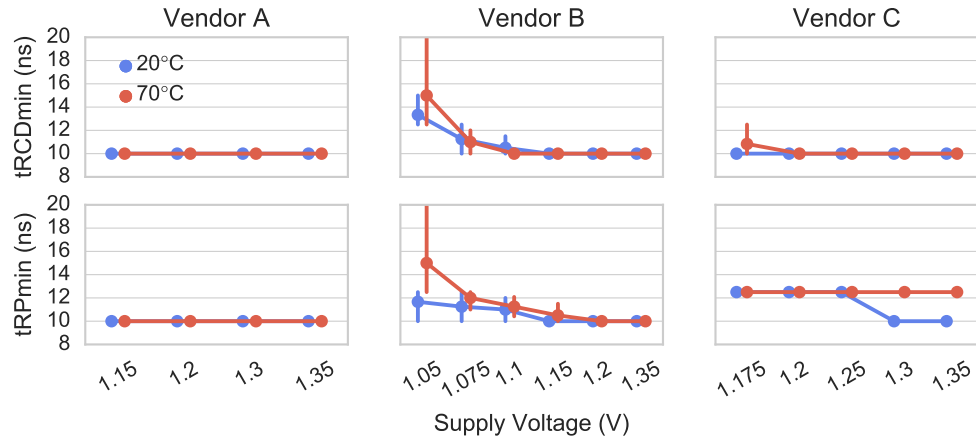 Vendor A Vendor B Vendor C
tRCDmin (ns)
20
18
16
14
12
10
8
20°C
70°C
tRPmin (ns)
20
18
16
14
12
10
8
1.15 1.2 1.3 1.35
1.05 1.075 1.1 1.15 1.2 1.35
1.175 1.2 1.25 1.3 1.35
Supply Voltage (V)